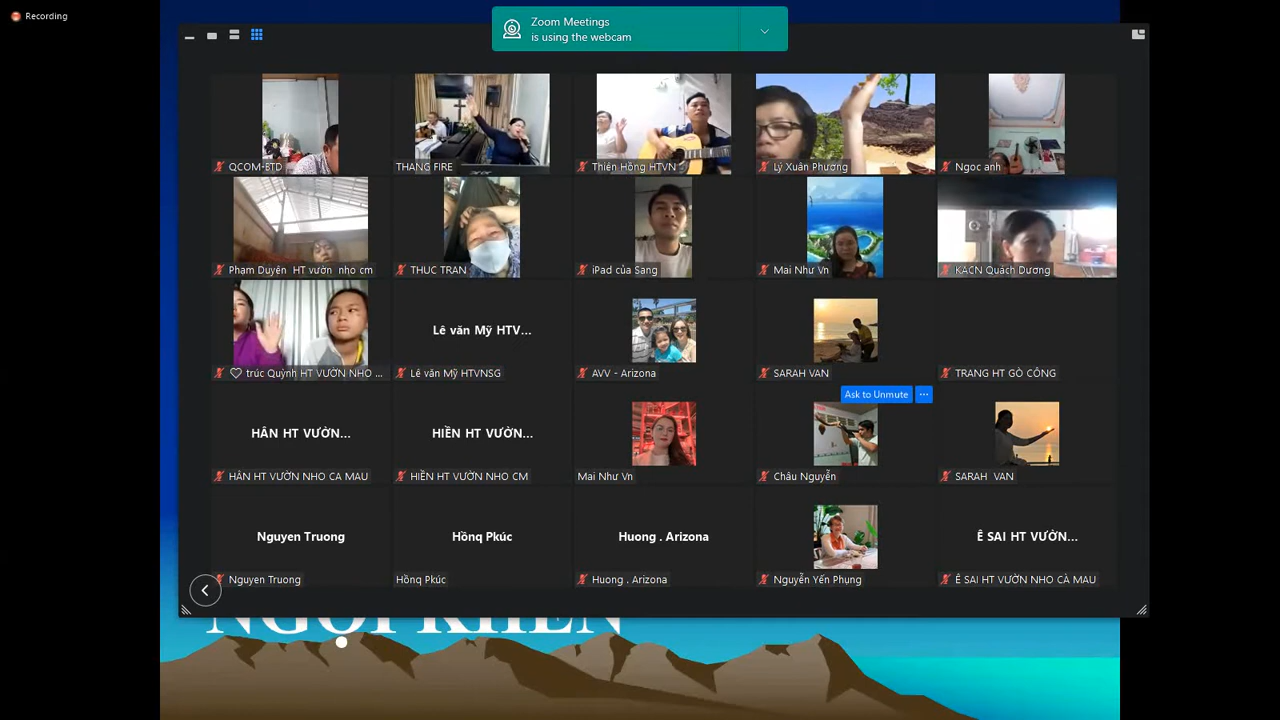 Recording
Zoom Meetings
is using the webcam
QCOM-BTD
THANG FIRE
Thiên Hồng HTVN
Lý Xuân Phương
Ngoc anh
Phạm Duyên HT vườn nho cm
THUC TRAN
iPad của Sang
Mai Như Vn
KACN Quách Dương
trúc Quỳnh HT VƯỜN NHO ...
Lê văn Mỹ HTV...
Lê văn Mỹ HTVNSG
AVV - Arizona
SARAH VAN
TRANG HT GÒ CÔNG
Ask to Unmute ...
HÂN HT VƯỜN...
HÂN HT VƯỜN NHO CA MAU
HIỀN HT VƯỜN...
HIỀN HT VƯỜN NHO CM
Mai Như Vn
Châu Nguyễn
SARAH VAN
Nguyen Truong
Nguyen Truong
Hồng Pkúc
Hồng Pkúc
Huong . Arizona
Huong . Arizona
Nguyễn Yến Phụng
Ê SAI HT VƯỜN...
Ê SAI HT VƯỜN NHO CÀ MAU
NGỢI KHEN